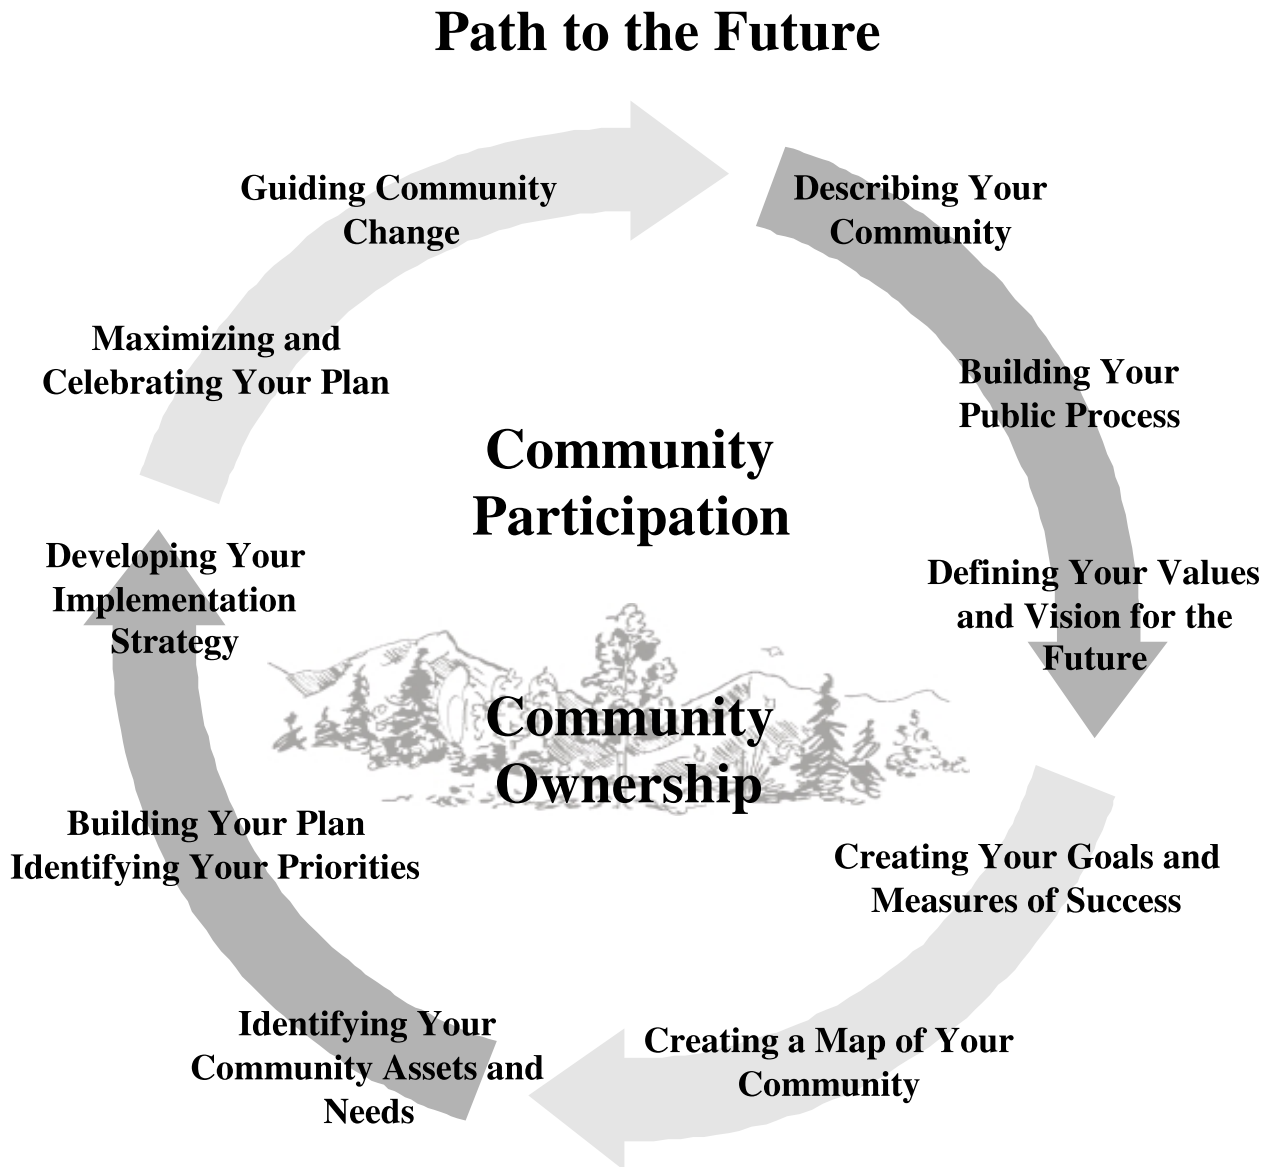 Path to the Future
Guiding Community
Change
Describing Your
Community
Maximizing and
Celebrating Your Plan
Building Your
Public Process
Community
Participation
Developing Your
Implementation
Strategy
Defining Your Values
and Vision for the
Future
Community
Ownership
Building Your Plan
Identifying Your Priorities
Creating Your Goals and
Measures of Success
Identifying Your
Community Assets and
Needs
Creating a Map of Your
Community